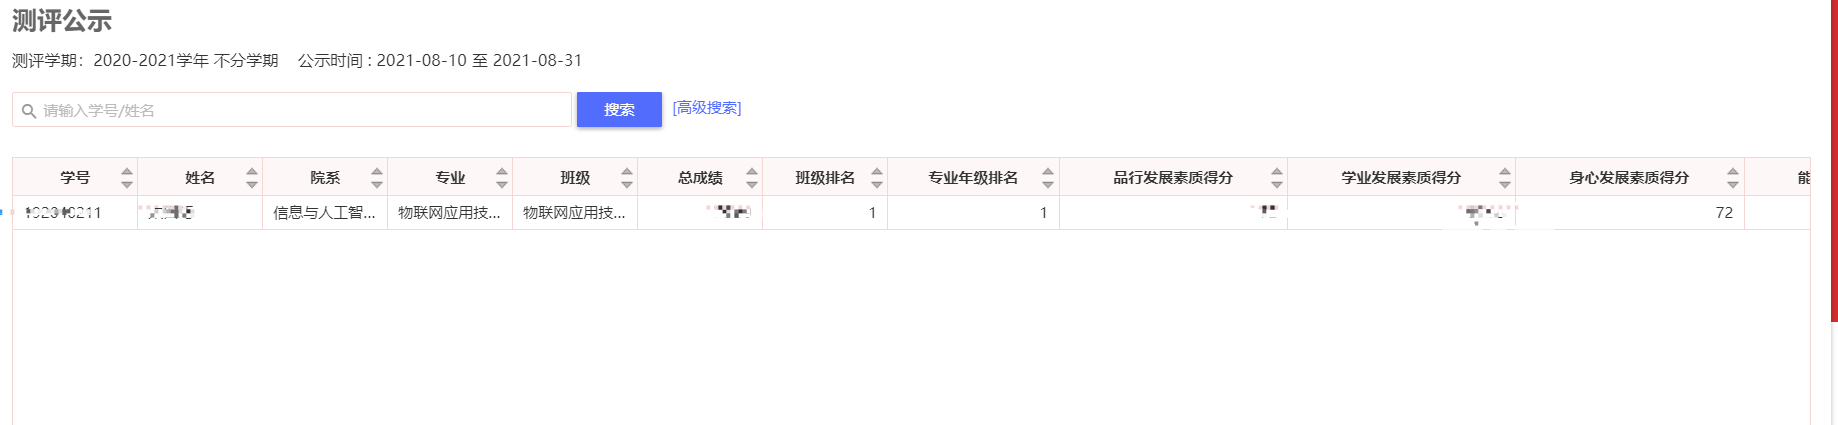 测评公示
测评学期：2020-2021学年 不分学期 公示时间 : 2021-08-10 至 2021-08-31
请输入学号/姓名 搜索 [高级搜索]
学号 姓名 院系 专业 班级 总成绩 班级排名 专业年级排名 品行发展素质得分 学业发展素质得分 身心发展素质得分 能
信息与人工智... 物联网应用技... 物联网应用技... 1 1 72